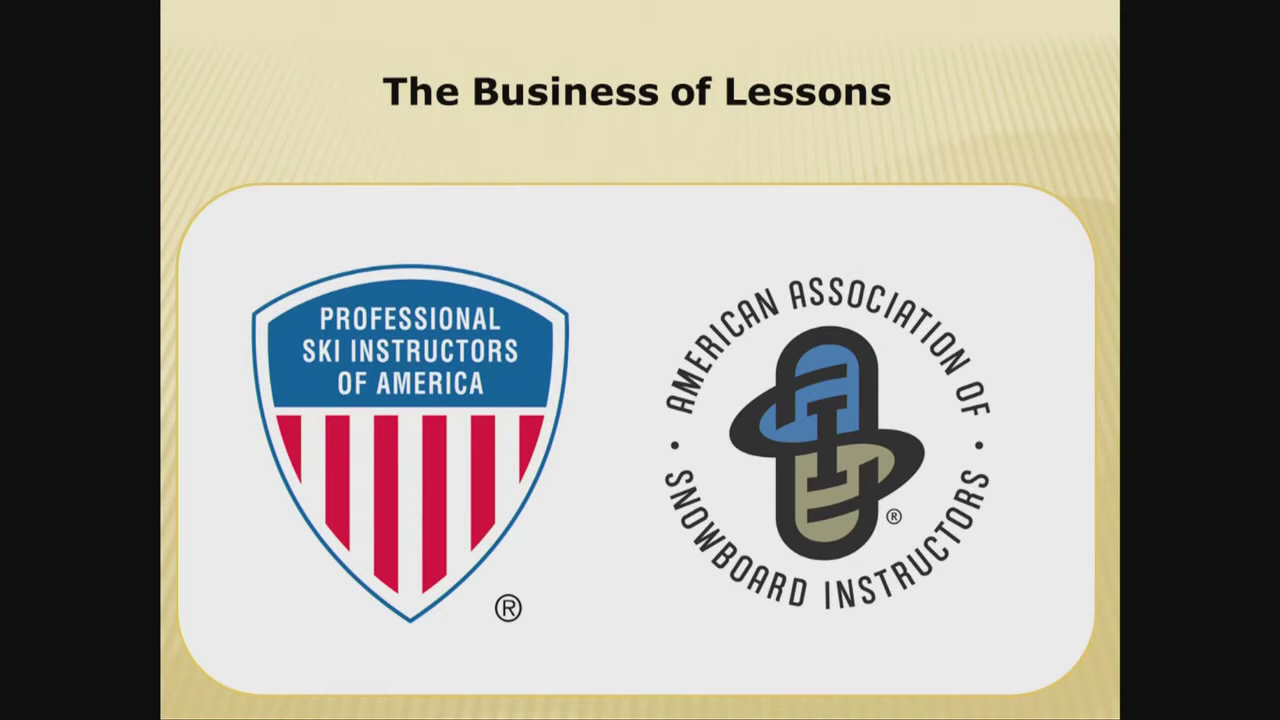 The Business of Lessons
PROFESSIONAL
SKI INSTRUCTORS
OF AMERICA
®
AMERICAN ASSOCIATION OF
• SNOWBOARD INSTRUCTORS •
®